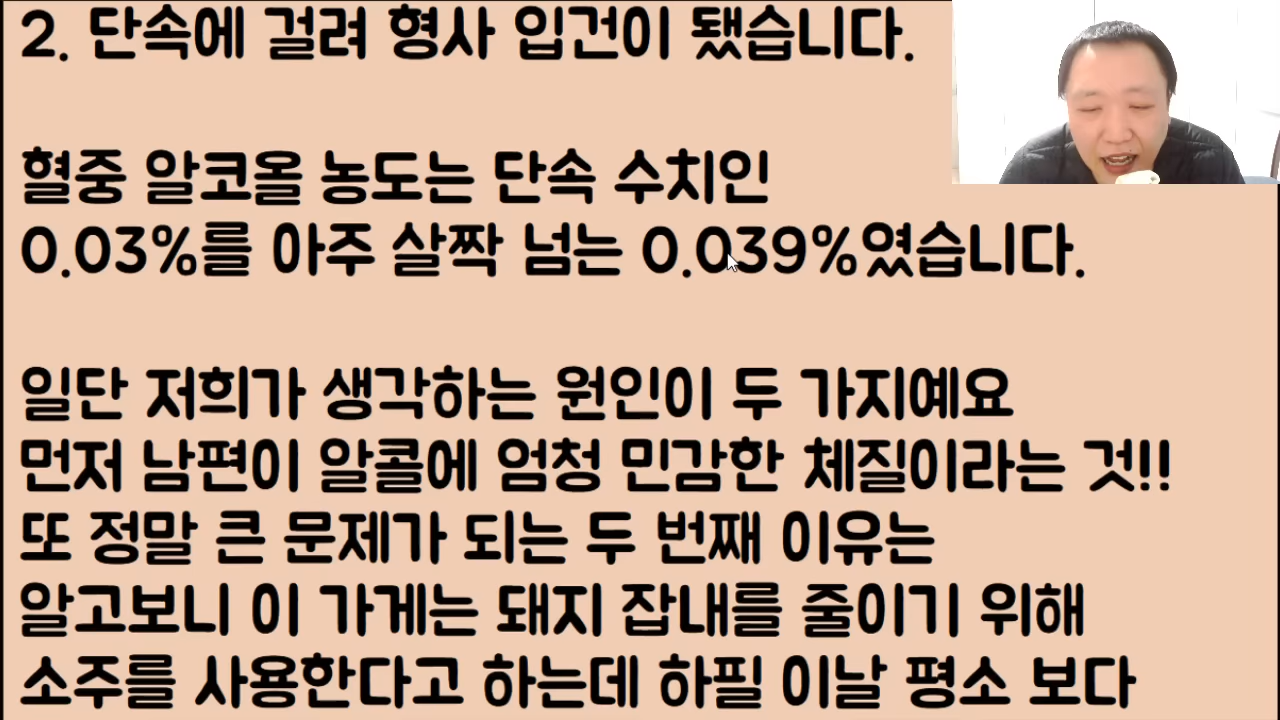 2. 단속에 걸려 형사 입건이 됐습니다.
혈중 알코올 농도는 단속 수치인
0.03%를 아주 살짝 넘는 0.039%였습니다.
일단 저희가 생각하는 원인이 두 가지예요
먼저 남편이 알콜에 엄청 민감한 체질이라는 것!!
또 정말 큰 문제가 되는 두 번째 이유는
알고보니 이 가게는 돼지 잡내를 줄이기 위해
소주를 사용한다고 하는데 하필 이날 평소 보다